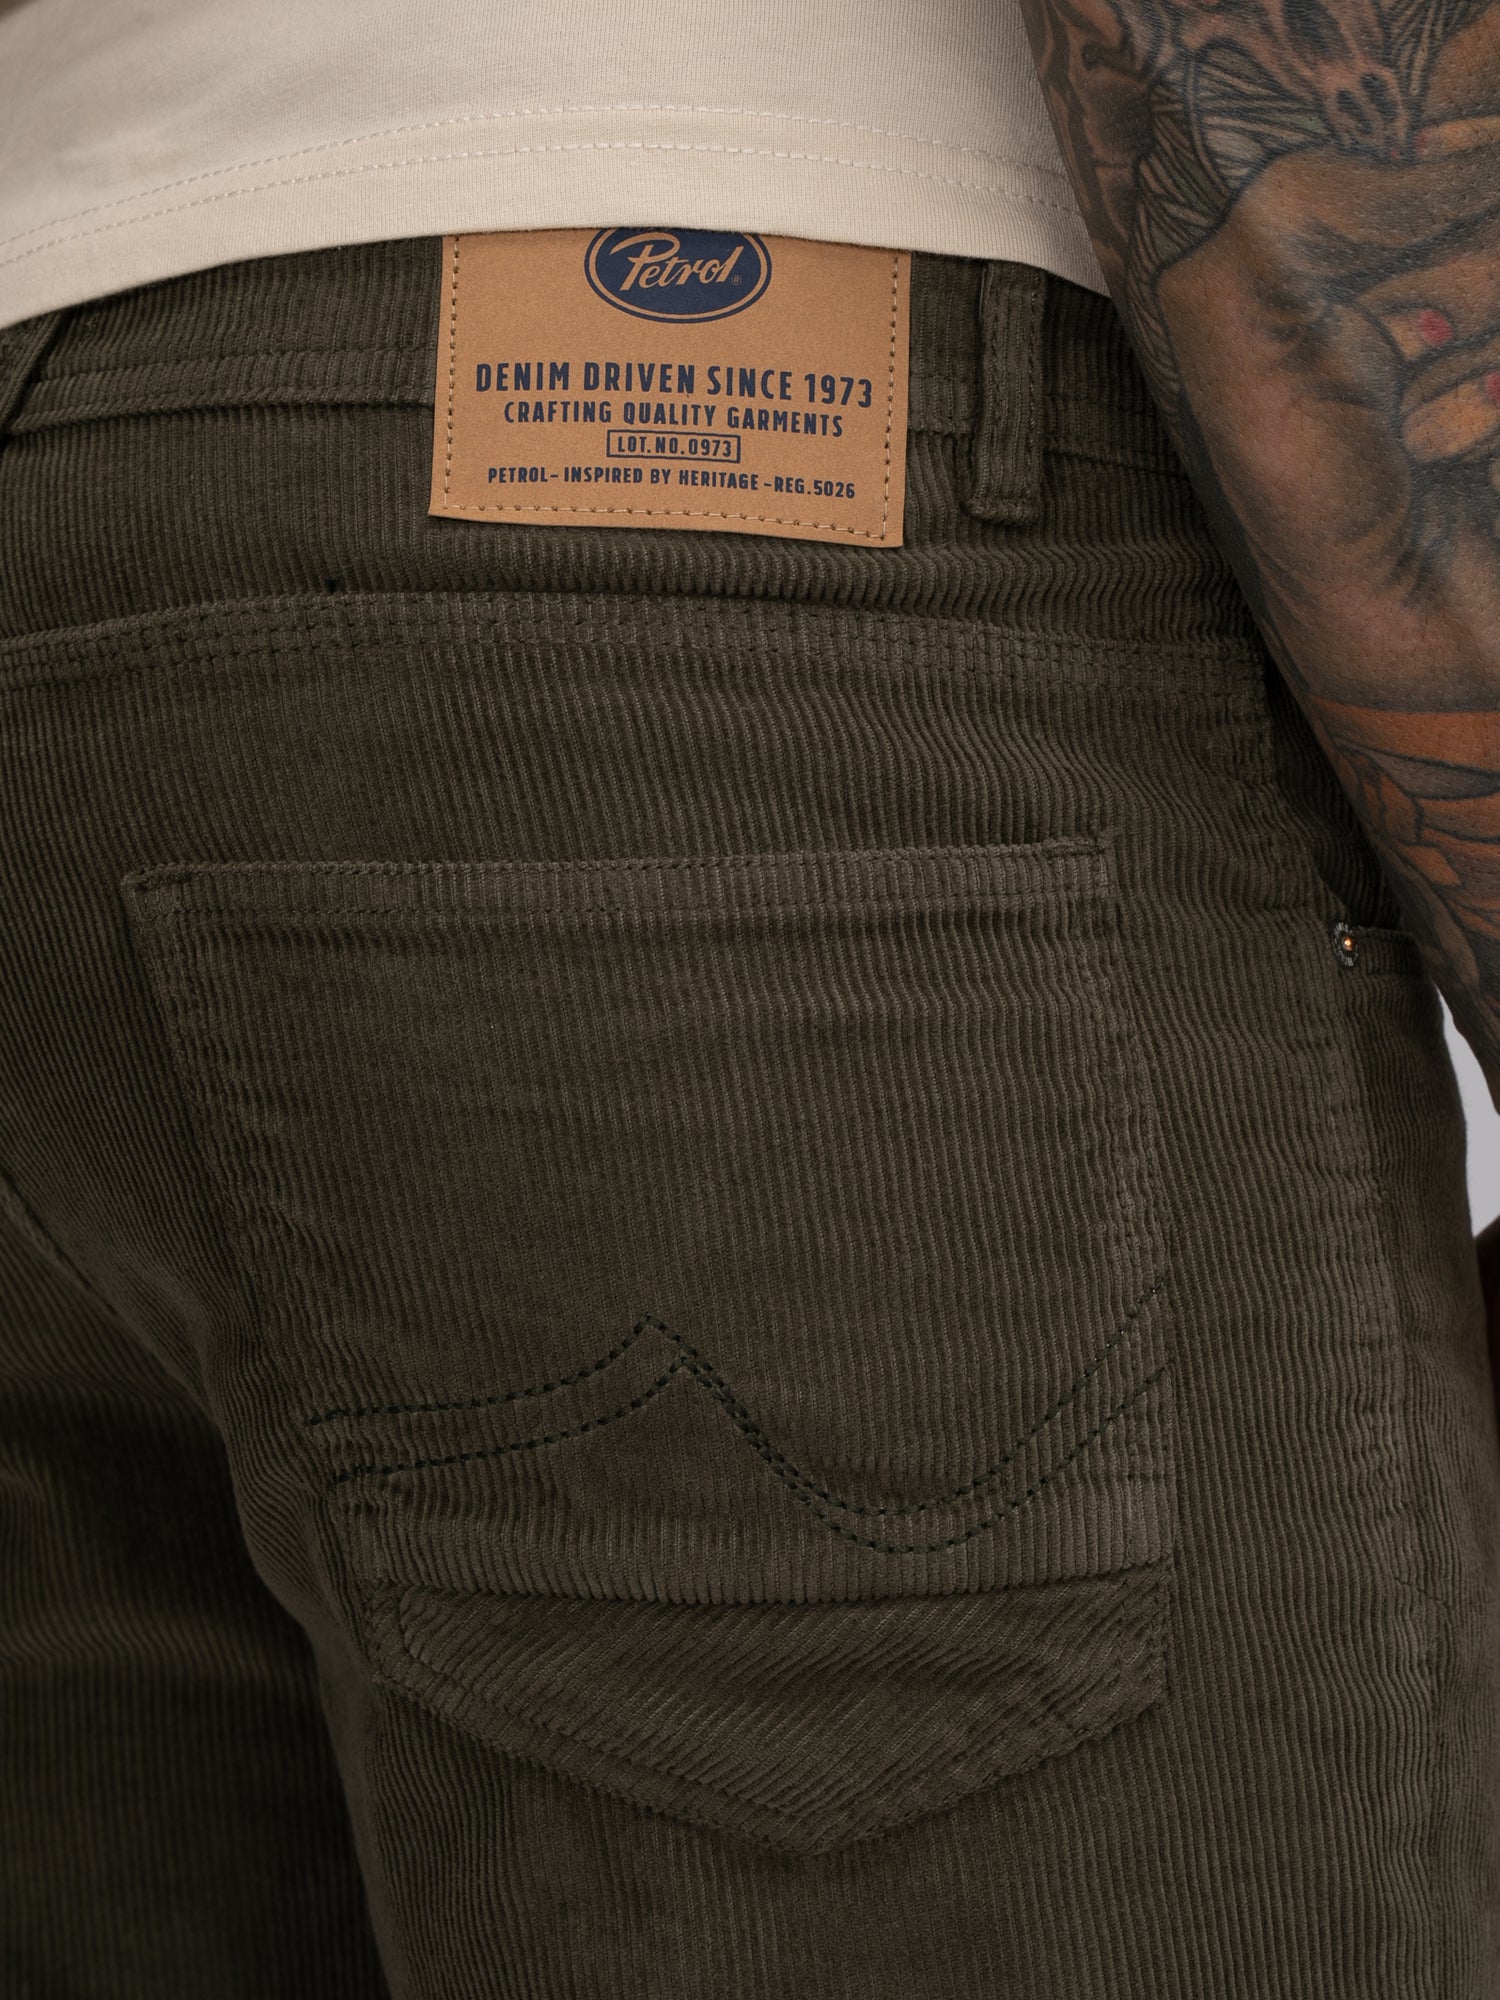 Petrol®
DENIM DRIVEN SINCE 1973
CRAFTING QUALITY GARMENTS
LOT.NO.0973
PETROL- INSPIRED BY HERITAGE -REG.5026